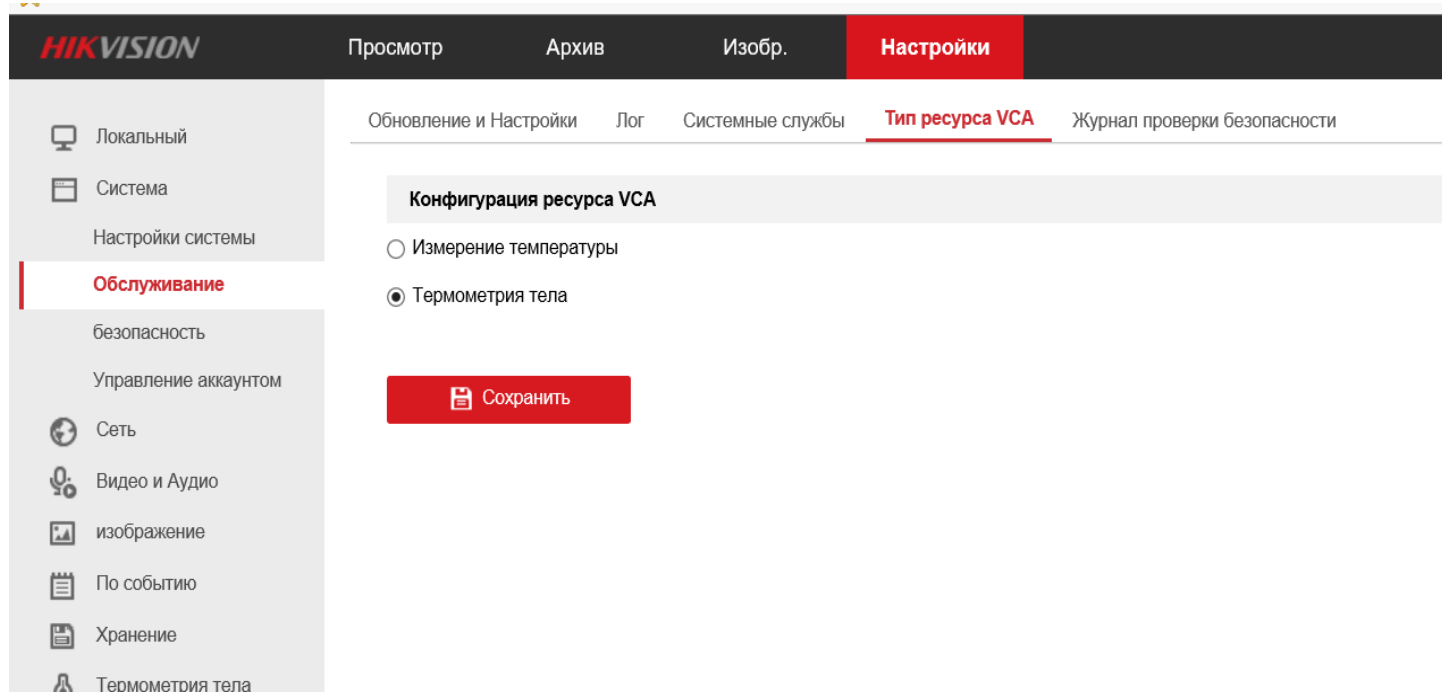 HIKVISION
Просмотр Архив Изобр. Настройки
Обновление и Настройки Лог Системные службы Тип ресурса VCA Журнал проверки безопасности
Локальный
Система
Настройки системы
Обслуживание
безопасность
Управление аккаунтом
Сеть
Видео и Аудио
изображение
По событию
Хранение
Термометрия тела
Конфигурация ресурса VCA
Измерение температуры
Термометрия тела
Сохранить